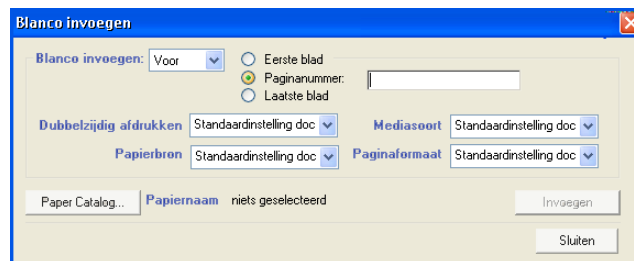 Blanco invoegen
Blanco invoegen: Voor
Eerste blad
Paginanummer:
Laatste blad
Dubbelzijdig afdrukken Standaardinstelling doc Mediasoort Standaardinstelling doc
Papierbron Standaardinstelling doc Paginaformaat Standaardinstelling doc
Paper Catalog... Papiernaam niets geselecteerd Invoegen
Sluiten